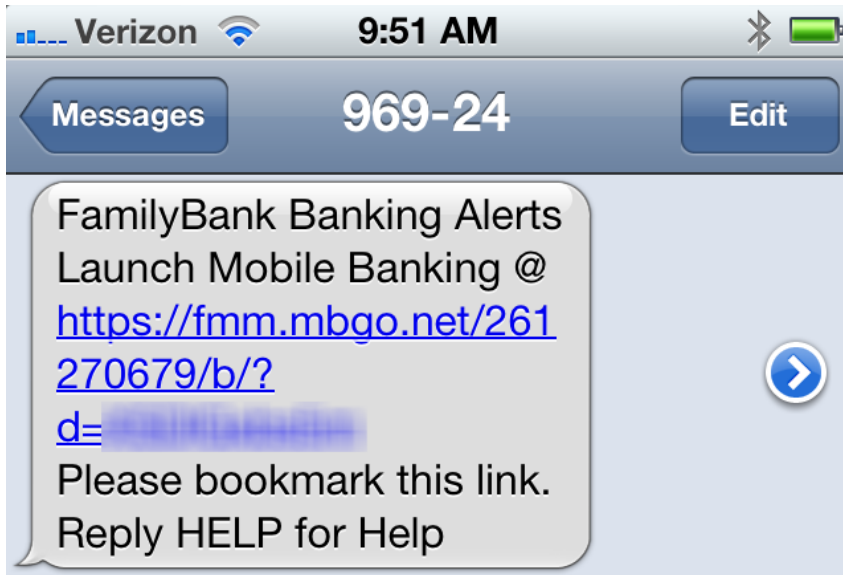 Verizon 9:51 AM
Messages 969-24 Edit
FamilyBank Banking Alerts
Launch Mobile Banking @
https://fmm.mbgo.net/261
270679/b/?
d=
Please bookmark this link.
Reply HELP for Help